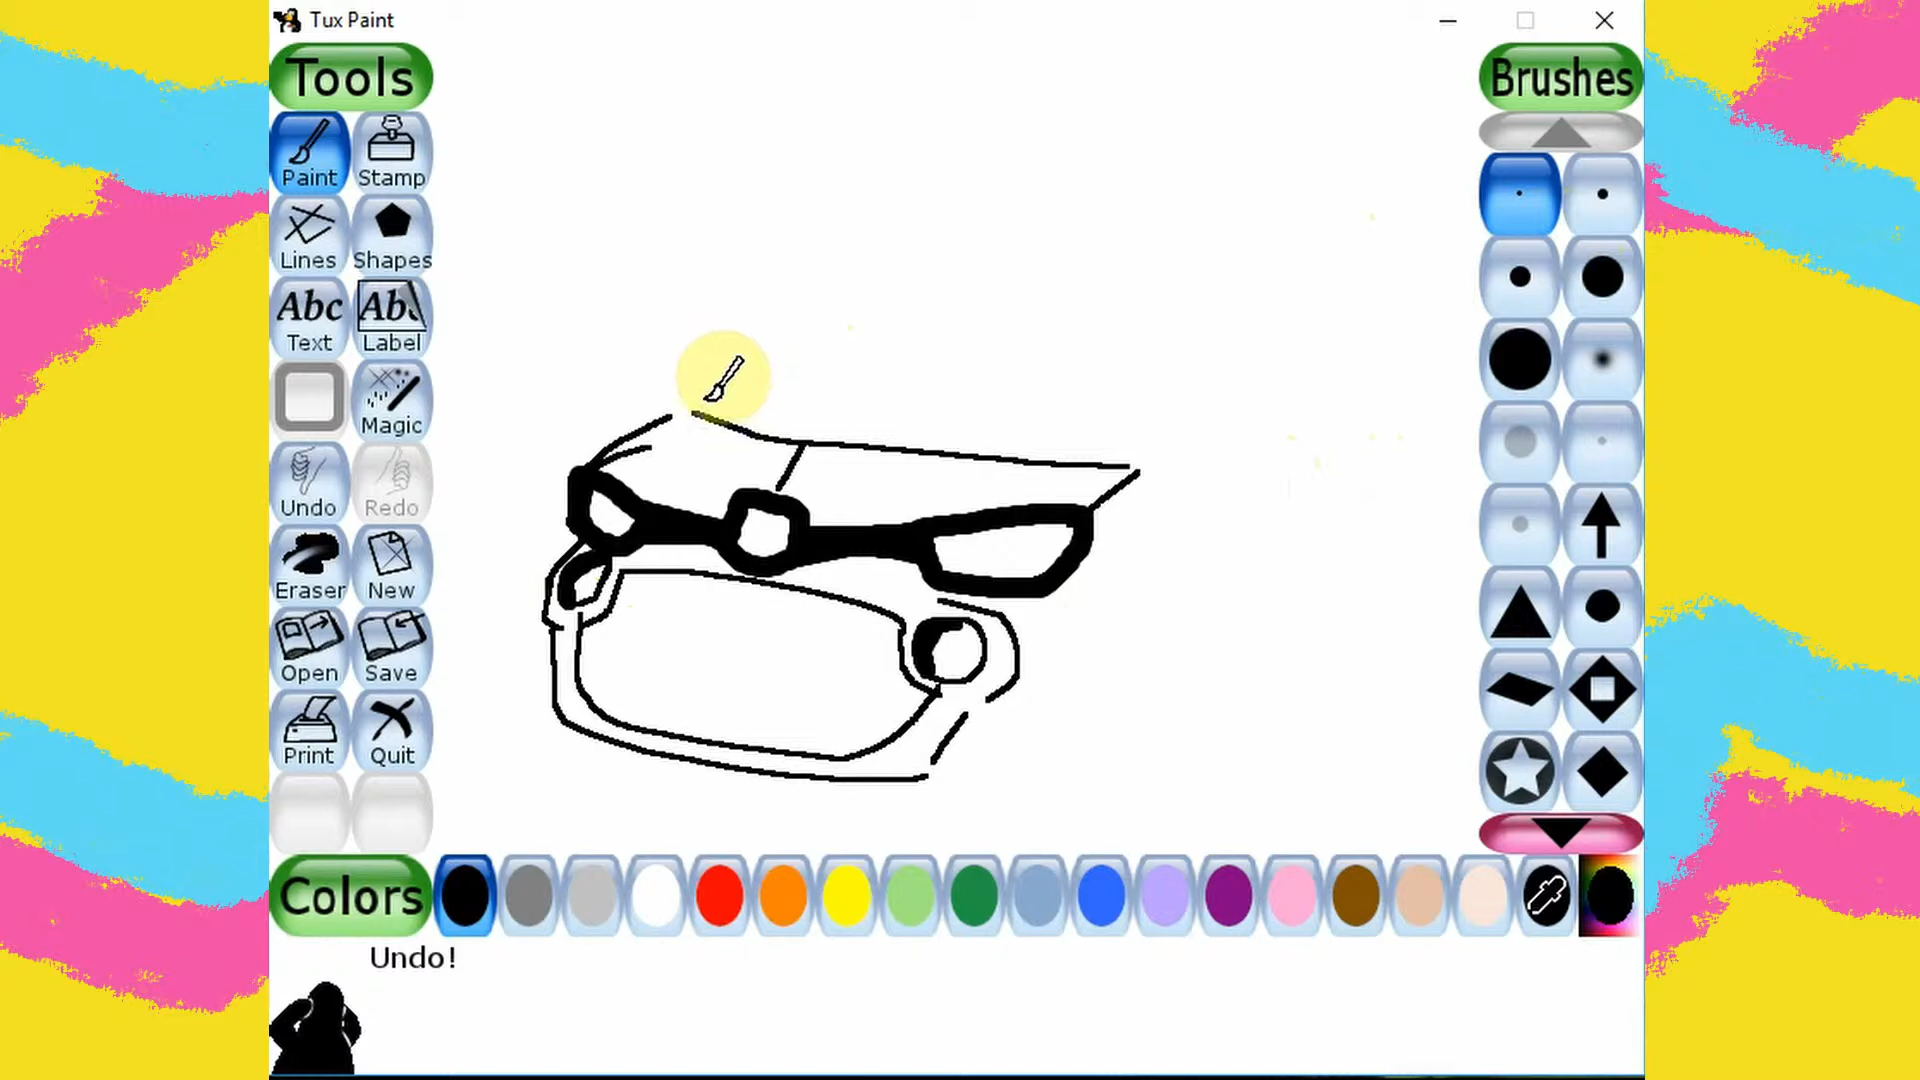 Tux Paint
Tools
Brushes
Paint
Stamp
Lines
Shapes
Abc
Abc
Text
Label
Magic
Undo
Redo
Eraser
New
Open
Save
Print
Quit
Colors
Undo!